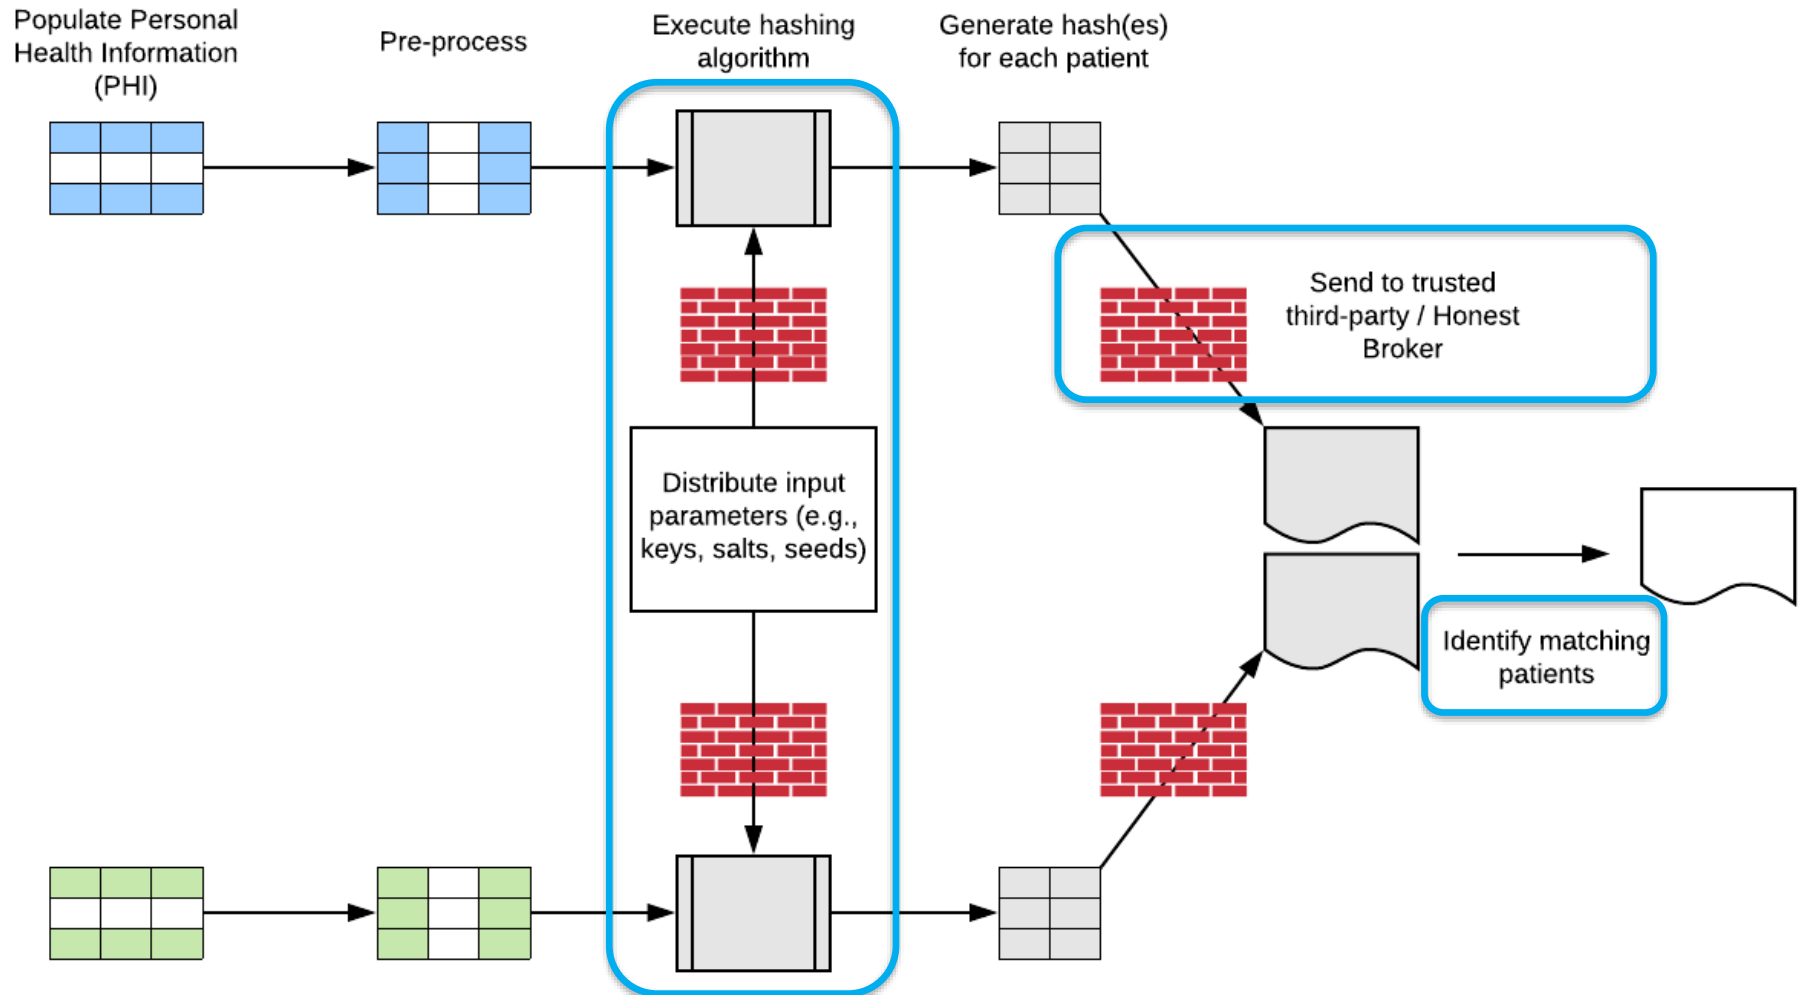 Populate Personal
Health Information
(PHI)
Pre-process
Execute hashing
algorithm
Generate hash(es)
for each patient
Send to trusted
third-party / Honest
Broker
Distribute input
parameters (e.g.,
keys, salts, seeds)
Identify matching
patients